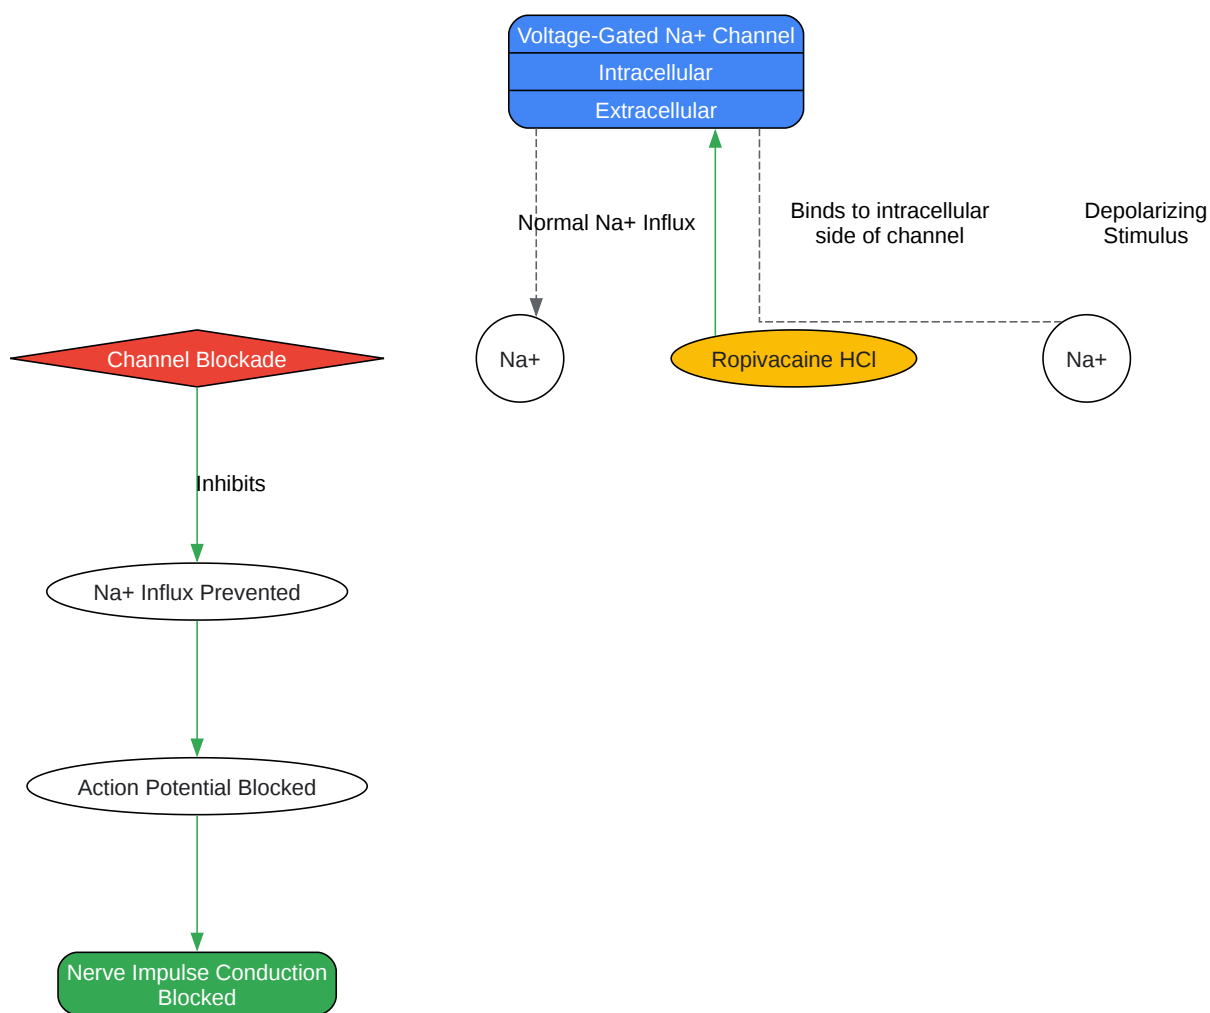 Voltage-Gated Na+ Channel
Intracellular
Extracellular
Normal Na+ Influx
Binds to intracellular
side of channel
Depolarizing
Stimulus
Channel Blockade
Na+
Ropivacaine HCl
Na+
Inhibits
Na+ Influx Prevented
Action Potential Blocked
Nerve Impulse Conduction
Blocked